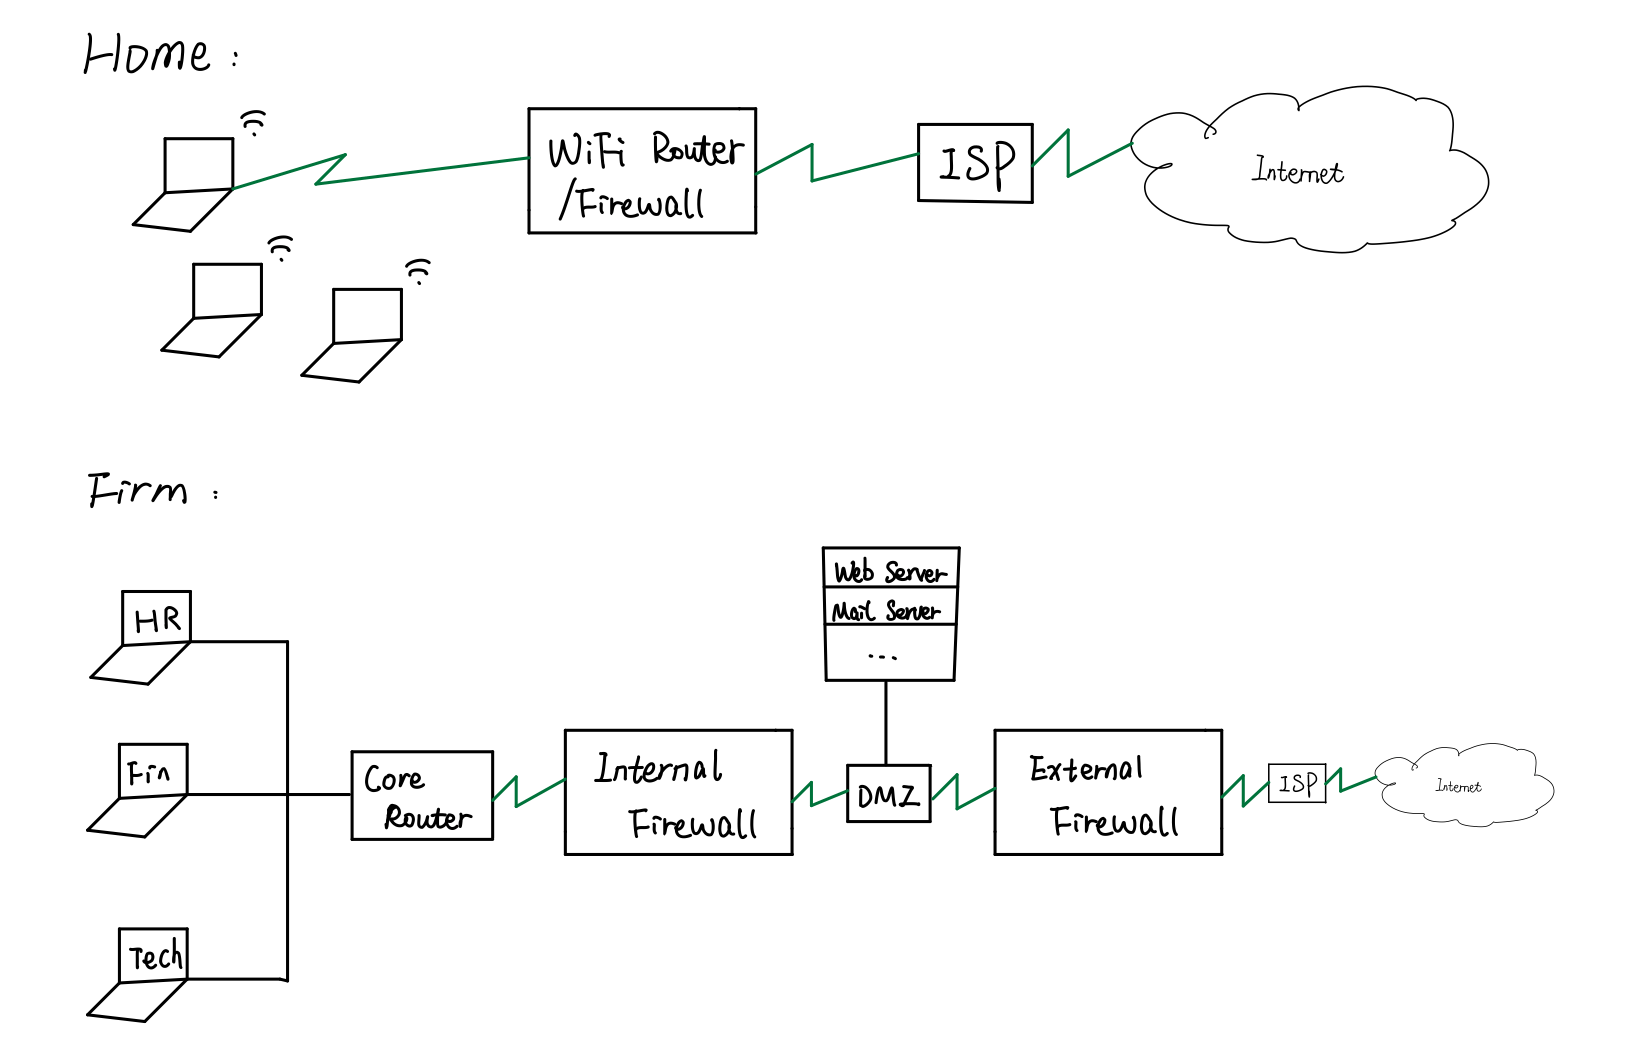 Home :
WiFi Router
/Firewall
ISP
Internet
Firm :
Web Server
Mail Server
...
HR
Fin
Tech
Core
Router
Internal
Firewall
DMZ
External
Firewall
ISP
Internet